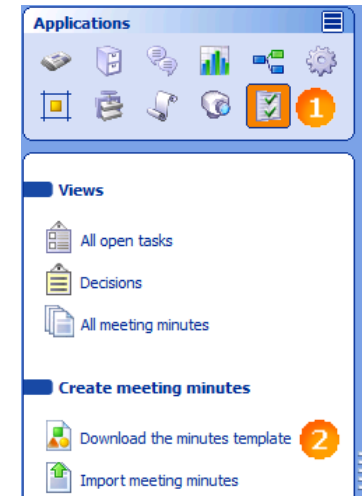 Applications
1
Views
All open tasks
Decisions
All meeting minutes
Create meeting minutes
Download the minutes template 2
Import meeting minutes